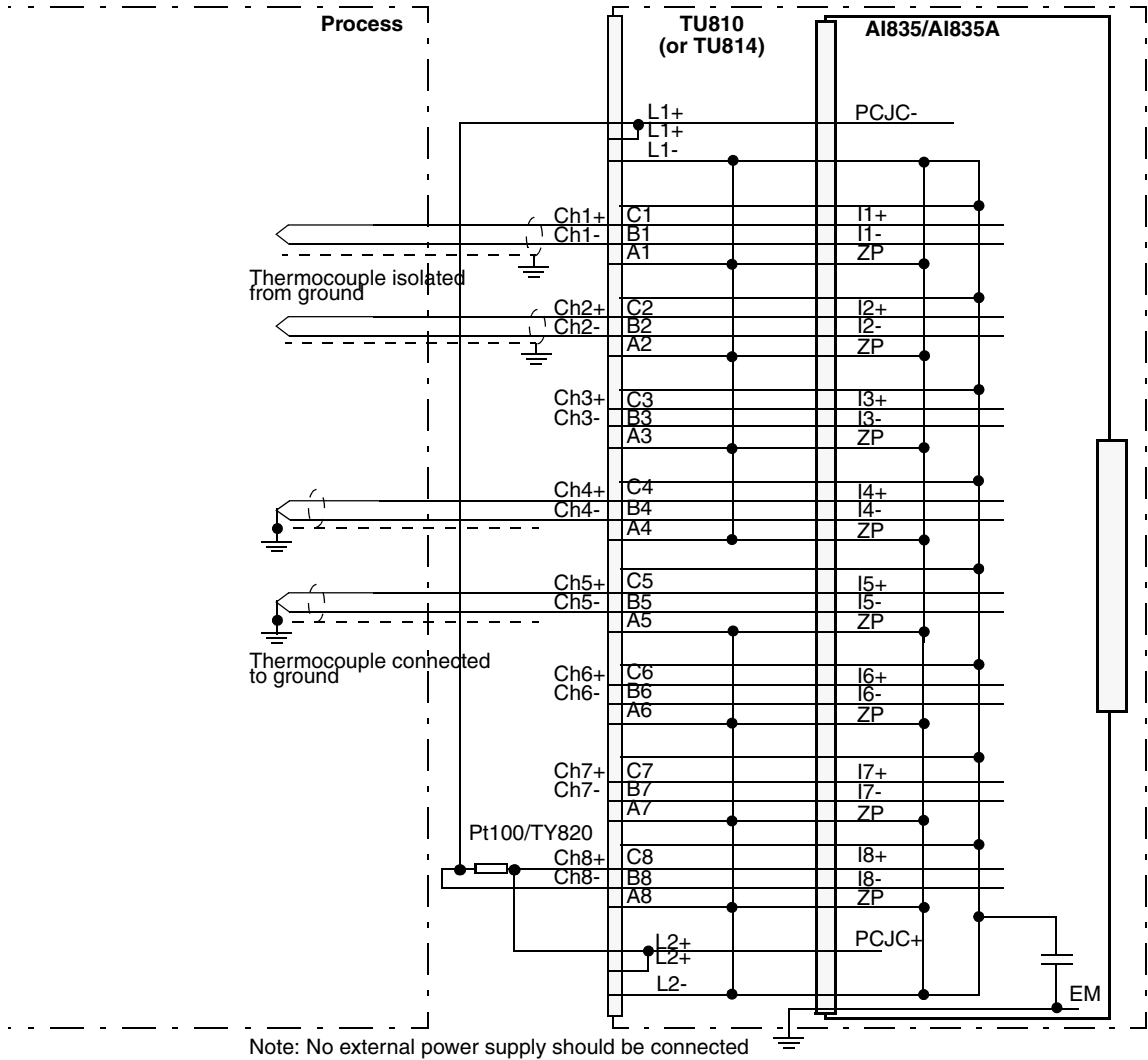 Process
TU810
(or TU814)
AI835/AI835A
L1+
PCJC-
L1+
L1-
Ch1+ C1 I1+
Ch1- B1 I1-
A1 ZP
Thermocouple isolated
from ground
Ch2+ C2 I2+
Ch2- B2 I2-
A2 ZP
Ch3+ C3 I3+
Ch3- B3 I3-
A3 ZP
Ch4+ C4 I4+
Ch4- B4 I4-
A4 ZP
Ch5+ C5 I5+
Ch5- B5 I5-
A5 ZP
Thermocouple connected
to ground
Ch6+ C6 I6+
Ch6- B6 I6-
A6 ZP
Ch7+ C7 I7+
Ch7- B7 I7-
A7 ZP
Pt100/TY820
Ch8+ C8 I8+
Ch8- B8 I8-
A8 ZP
L2+ PCJC+
L2+
L2-
EM
Note: No external power supply should be connected